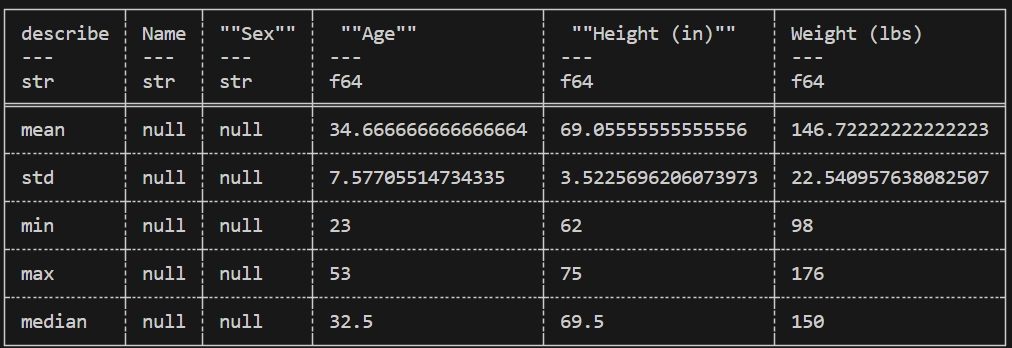 describe Name ""Sex"" ""Age"" ""Height (in)"" Weight (lbs)
--- --- --- --- --- ---
str str str f64 f64 f64
mean null null 34.666666666666664 69.05555555555556 146.72222222222223
std null null 7.57705514734335 3.5225696206073973 22.540957638082507
min null null 23 62 98
max null null 53 75 176
median null null 32.5 69.5 150